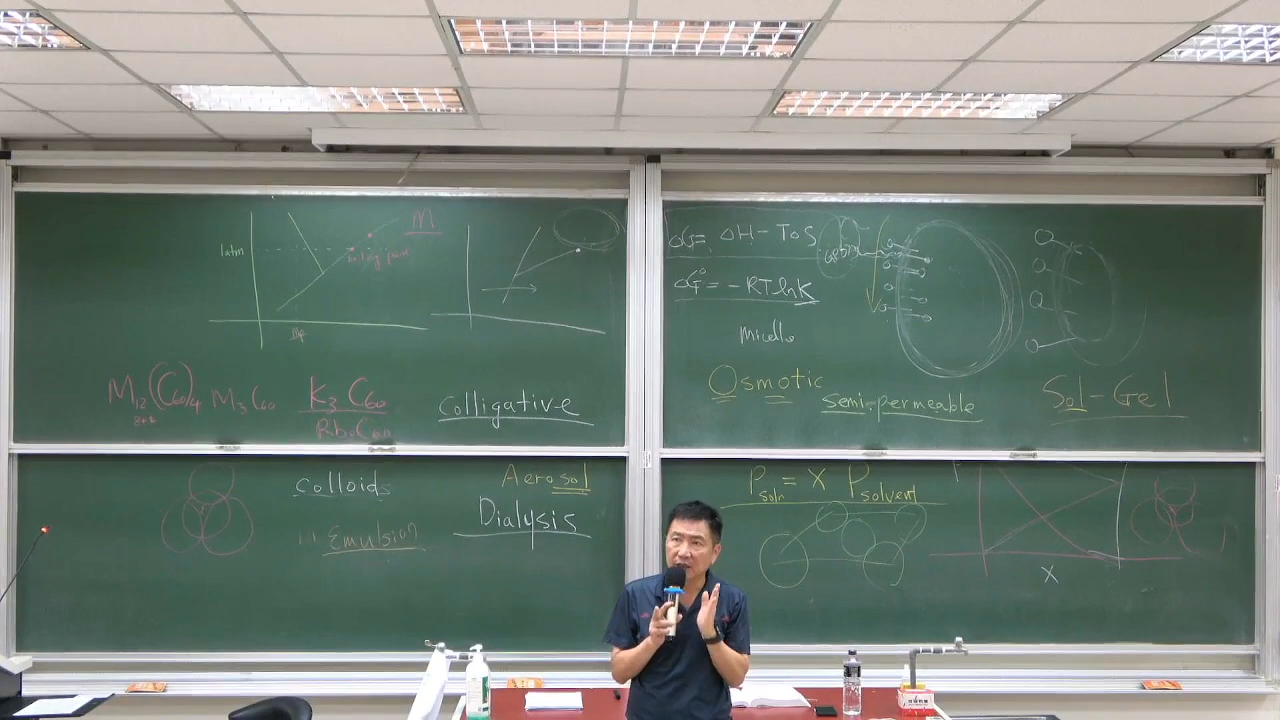 1atm
M
boiling point
M12(C60)4 M3C60
K3C60
Colligative
ΔG = ΔH - TΔS
ΔG° = -RTlnK
Micelle
Osmotic
semi-permeable
Sol-Gel
Colloids
Emulsion
Aerosol
Dialysis
Psoln = X Psolvent
X